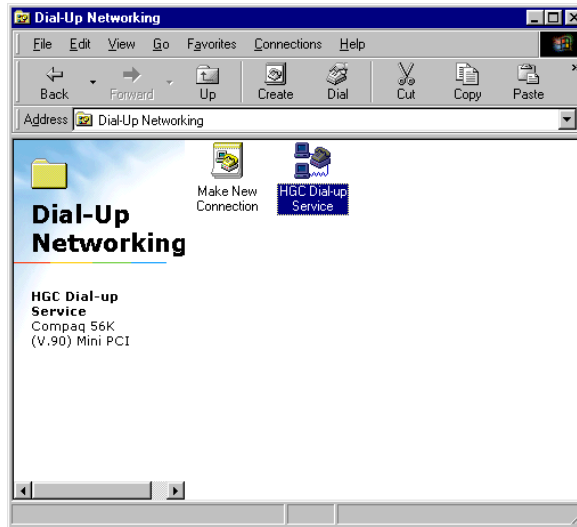 Dial-Up Networking
File Edit View Go Favorites Connections Help
Back Forward Up Create Dial Cut Copy Paste
»
Address Dial-Up Networking
Make New
Connection
HGC Dial-up
Service
Dial-Up
Networking
HGC Dial-up
Service
Compaq 56K
(V.90) Mini PCI